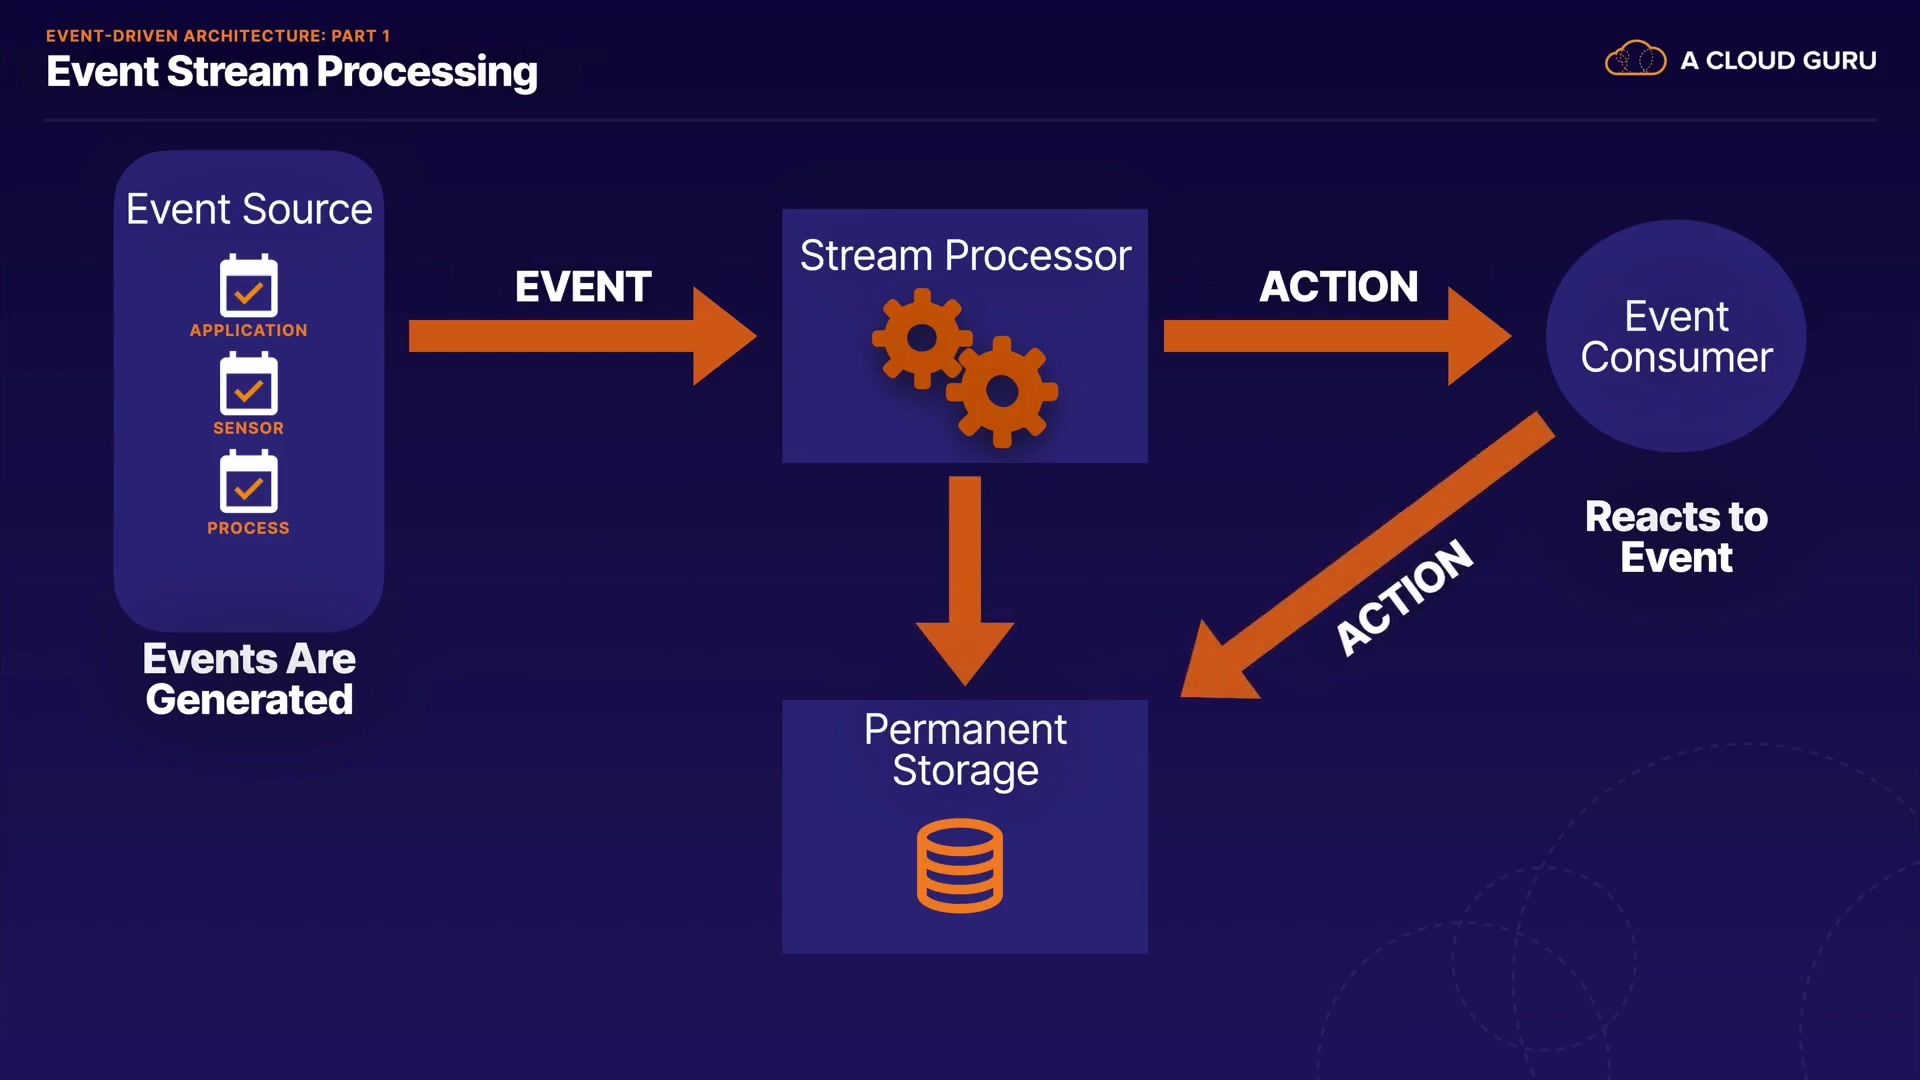 EVENT-DRIVEN ARCHITECTURE: PART 1
Event Stream Processing
A CLOUD GURU
Event Source
APPLICATION
SENSOR
PROCESS
Events Are
Generated
EVENT
Stream Processor
ACTION
Event
Consumer
Reacts to
Event
ACTION
Permanent
Storage